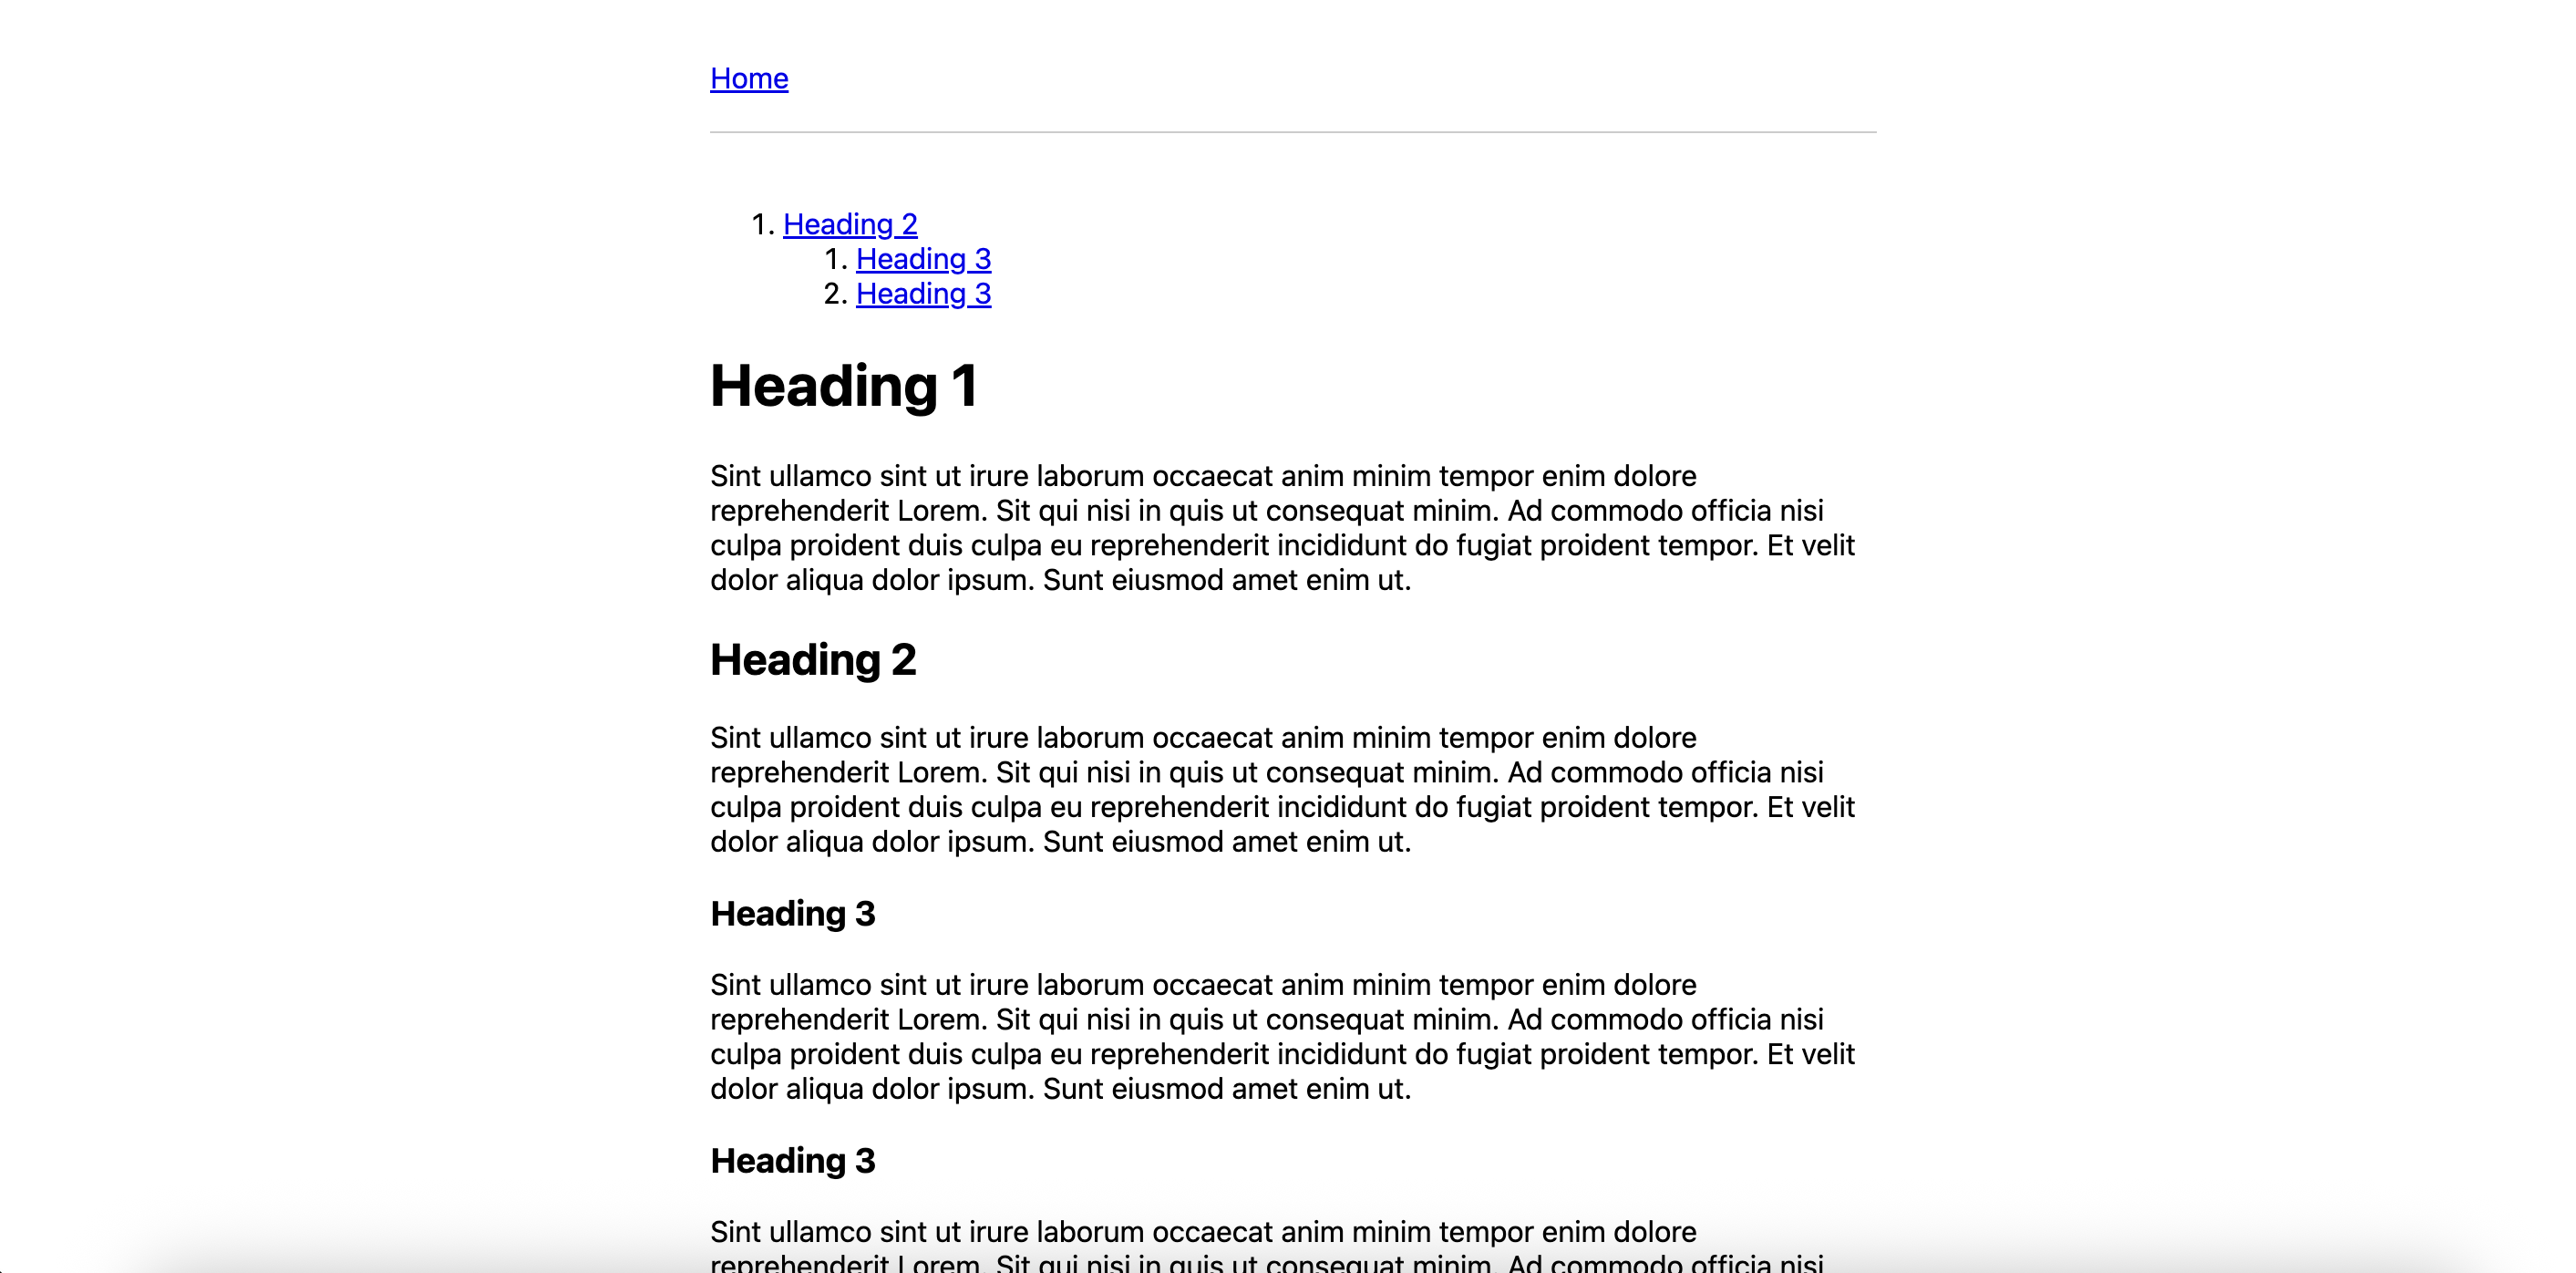 Home
1. Heading 2
1. Heading 3
2. Heading 3
Heading 1
Sint ullamco sint ut irure laborum occaecat anim minim tempor enim dolore
reprehenderit Lorem. Sit qui nisi in quis ut consequat minim. Ad commodo officia nisi
culpa proident duis culpa eu reprehenderit incididunt do fugiat proident tempor. Et velit
dolor aliqua dolor ipsum. Sunt eiusmod amet enim ut.
Heading 2
Sint ullamco sint ut irure laborum occaecat anim minim tempor enim dolore
reprehenderit Lorem. Sit qui nisi in quis ut consequat minim. Ad commodo officia nisi
culpa proident duis culpa eu reprehenderit incididunt do fugiat proident tempor. Et velit
dolor aliqua dolor ipsum. Sunt eiusmod amet enim ut.
Heading 3
Sint ullamco sint ut irure laborum occaecat anim minim tempor enim dolore
reprehenderit Lorem. Sit qui nisi in quis ut consequat minim. Ad commodo officia nisi
culpa proident duis culpa eu reprehenderit incididunt do fugiat proident tempor. Et velit
dolor aliqua dolor ipsum. Sunt eiusmod amet enim ut.
Heading 3
Sint ullamco sint ut irure laborum occaecat anim minim tempor enim dolore
reprehenderit Lorem. Sit qui nisi in quis ut consequat minim. Ad commodo officia nisi